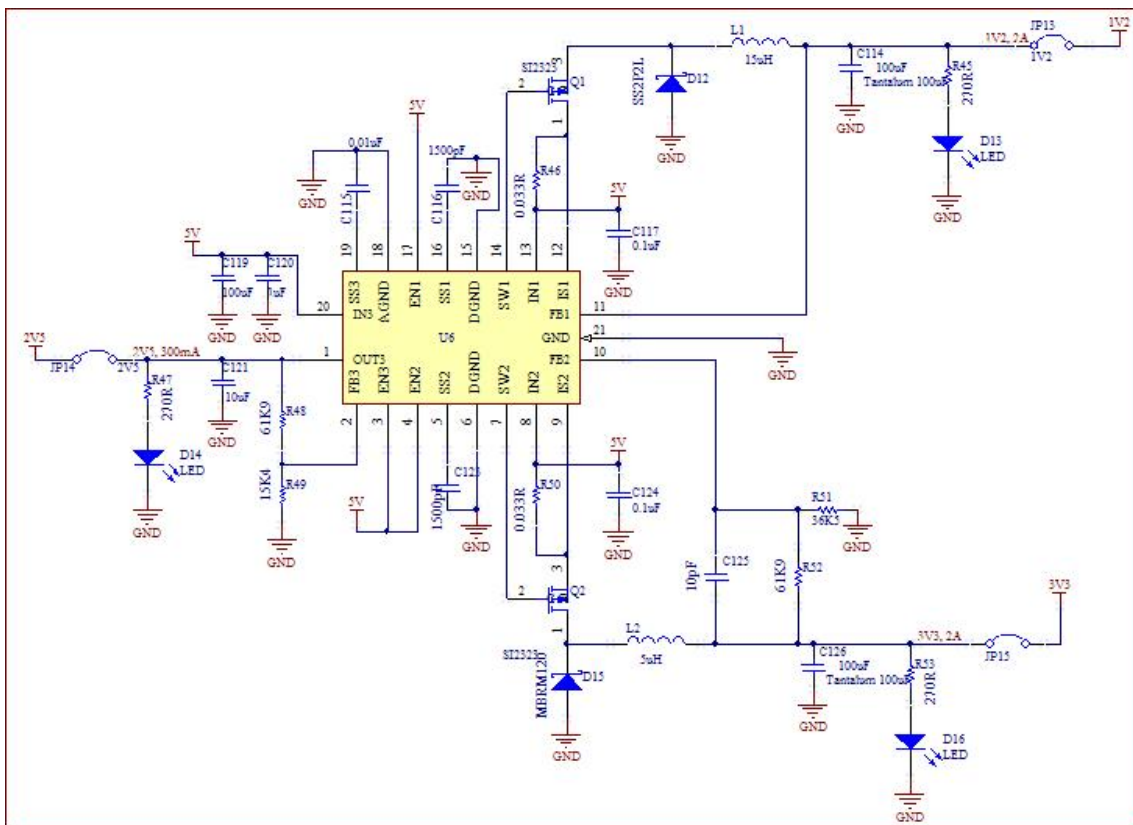 JP13
1V2
L1
1V2, 2A
1V2
15uH
C114
100uF
Tantalum 100uF
R45
270R
SI2323
3
Q1
2
1
SS2P2L
D12
GND
GND
D13
LED
GND
5V
0.01uF
1500pF
GND
GND
C115
C116
R46
0.033R
5V
C117
0.1uF
GND
19
18
17
16
15
14
13
12
5V
C119
100uF
C120
1uF
GND
GND
20
SS3
AGND
EN1
SS1
DGND
SW1
IN1
IS1
IN3
FB1
11
U6
GND
21
GND
2V5
JP14
2V5
2V5, 300mA
1
OUT3
FB2
10
FB3
EN3
EN2
SS2
DGND
SW2
IN2
IS2
2
3
4
5
6
7
8
9
R47
270R
C121
10uF
GND
R48
61K9
D14
LED
GND
R49
15K4
GND
5V
1500pF
GND
R50
0.033R
5V
C124
0.1uF
GND
R51
36K5
GND
C125
10pF
R52
61K9
3
Q2
2
1
SI2323
L2
5uH
D15
MBRM120
GND
C126
100uF
Tantalum 100uF
GND
3V3, 2A
JP15
3V3
R53
270R
D16
LED
GND